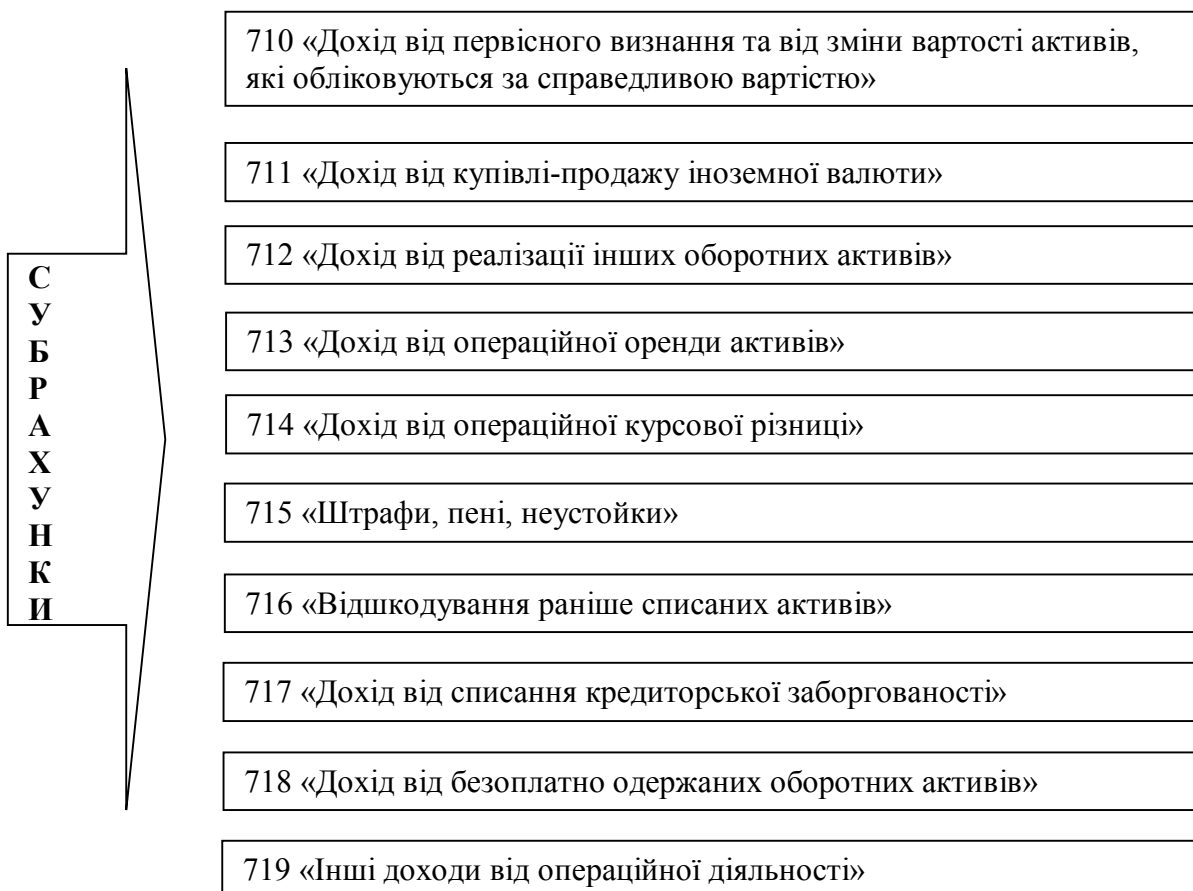 СУБРАХУНКИ
710 «Дохід від первісного визнання та від зміни вартості активів,
які обліковуються за справедливою вартістю»
711 «Дохід від купівлі-продажу іноземної валюти»
712 «Дохід від реалізації інших оборотних активів»
713 «Дохід від операційної оренди активів»
714 «Дохід від операційної курсової різниці»
715 «Штрафи, пені, неустойки»
716 «Відшкодування раніше списаних активів»
717 «Дохід від списання кредиторської заборгованості»
718 «Дохід від безоплатно одержаних оборотних активів»
719 «Інші доходи від операційної діяльності»